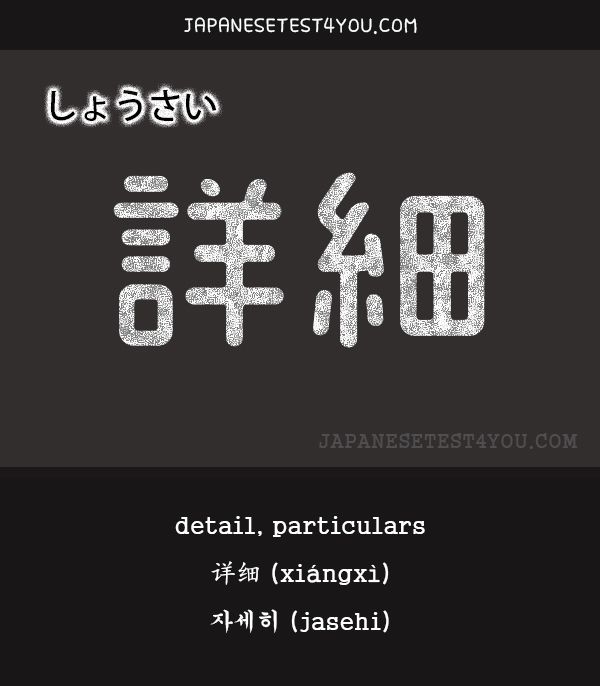 JAPANESETEST4YOU.COM
しょうさい
詳細
JAPANESETEST4YOU.COM
detail, particulars
详细 (xiángxì)
자세히 (jasehi)